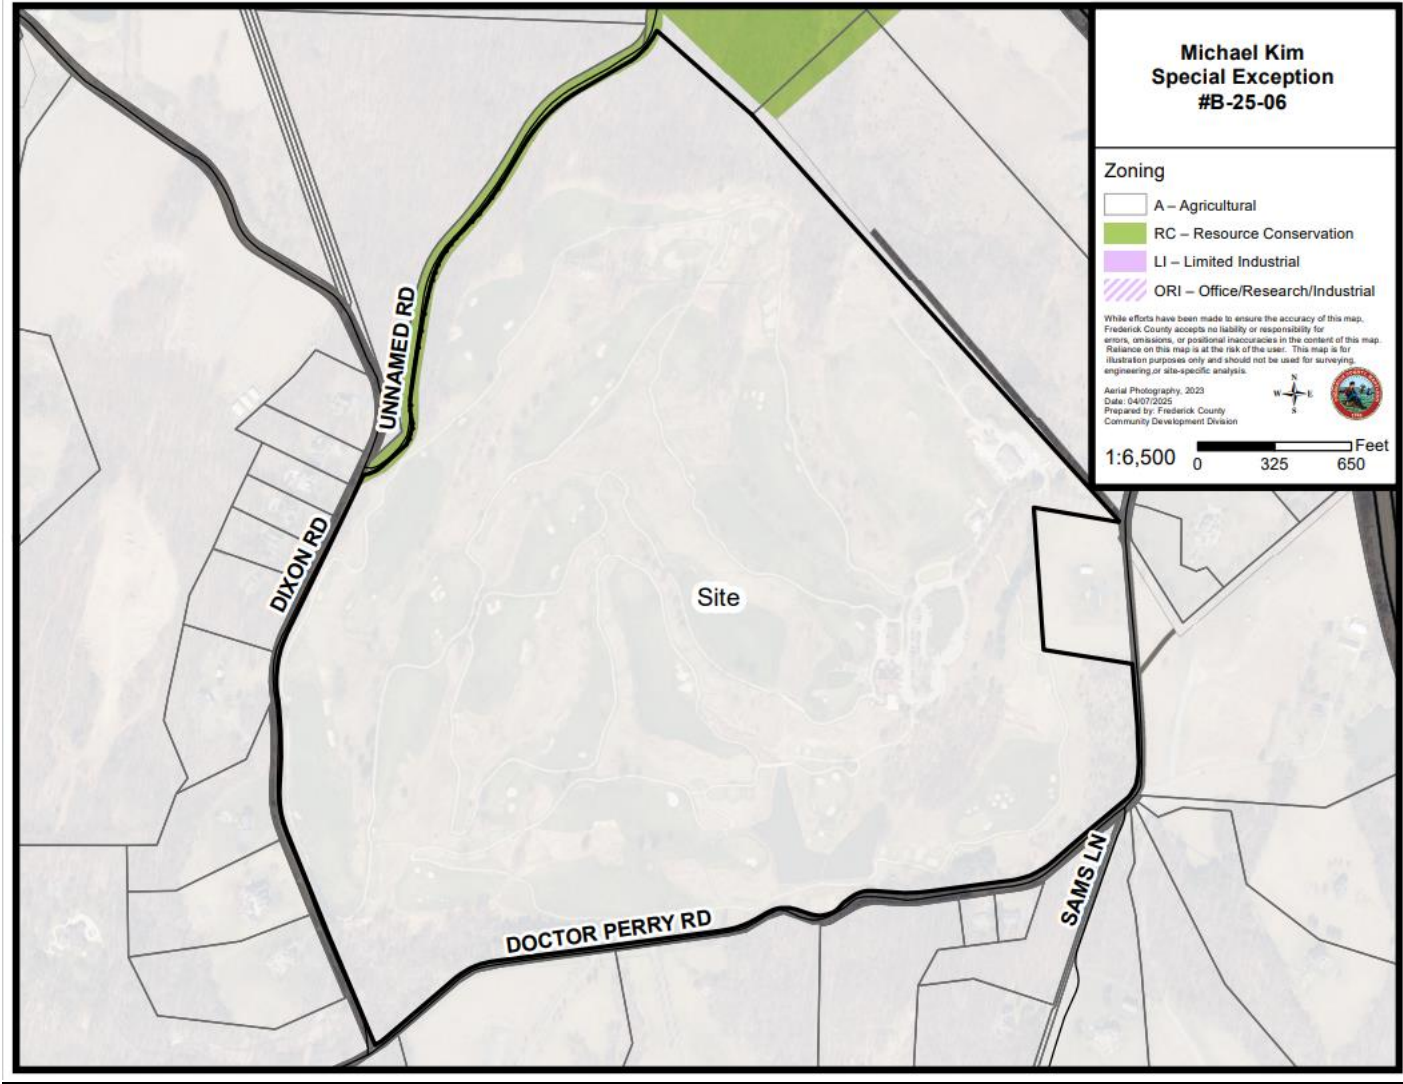 Michael Kim
Special Exception
#B-25-06
Zoning
A – Agricultural
RC – Resource Conservation
LI – Limited Industrial
ORI – Office/Research/Industrial
While efforts have been made to ensure the accuracy of this map,
Frederick County accepts no liability or responsibility for
errors, omissions, or positional inaccuracies in the content of this map.
Reliance on this map is at the risk of the user. This map is for
illustration purposes only and should not be used for surveying,
engineering,or site-specific analysis.
Aerial Photography, 2023
Date: 04/07/2025
Prepared by: Frederick County
Community Development Division
N
W E
S
1:6,500
Feet
0 325 650
UNNAMED RD
DIXON RD
Site
SAMS LN
DOCTOR PERRY RD